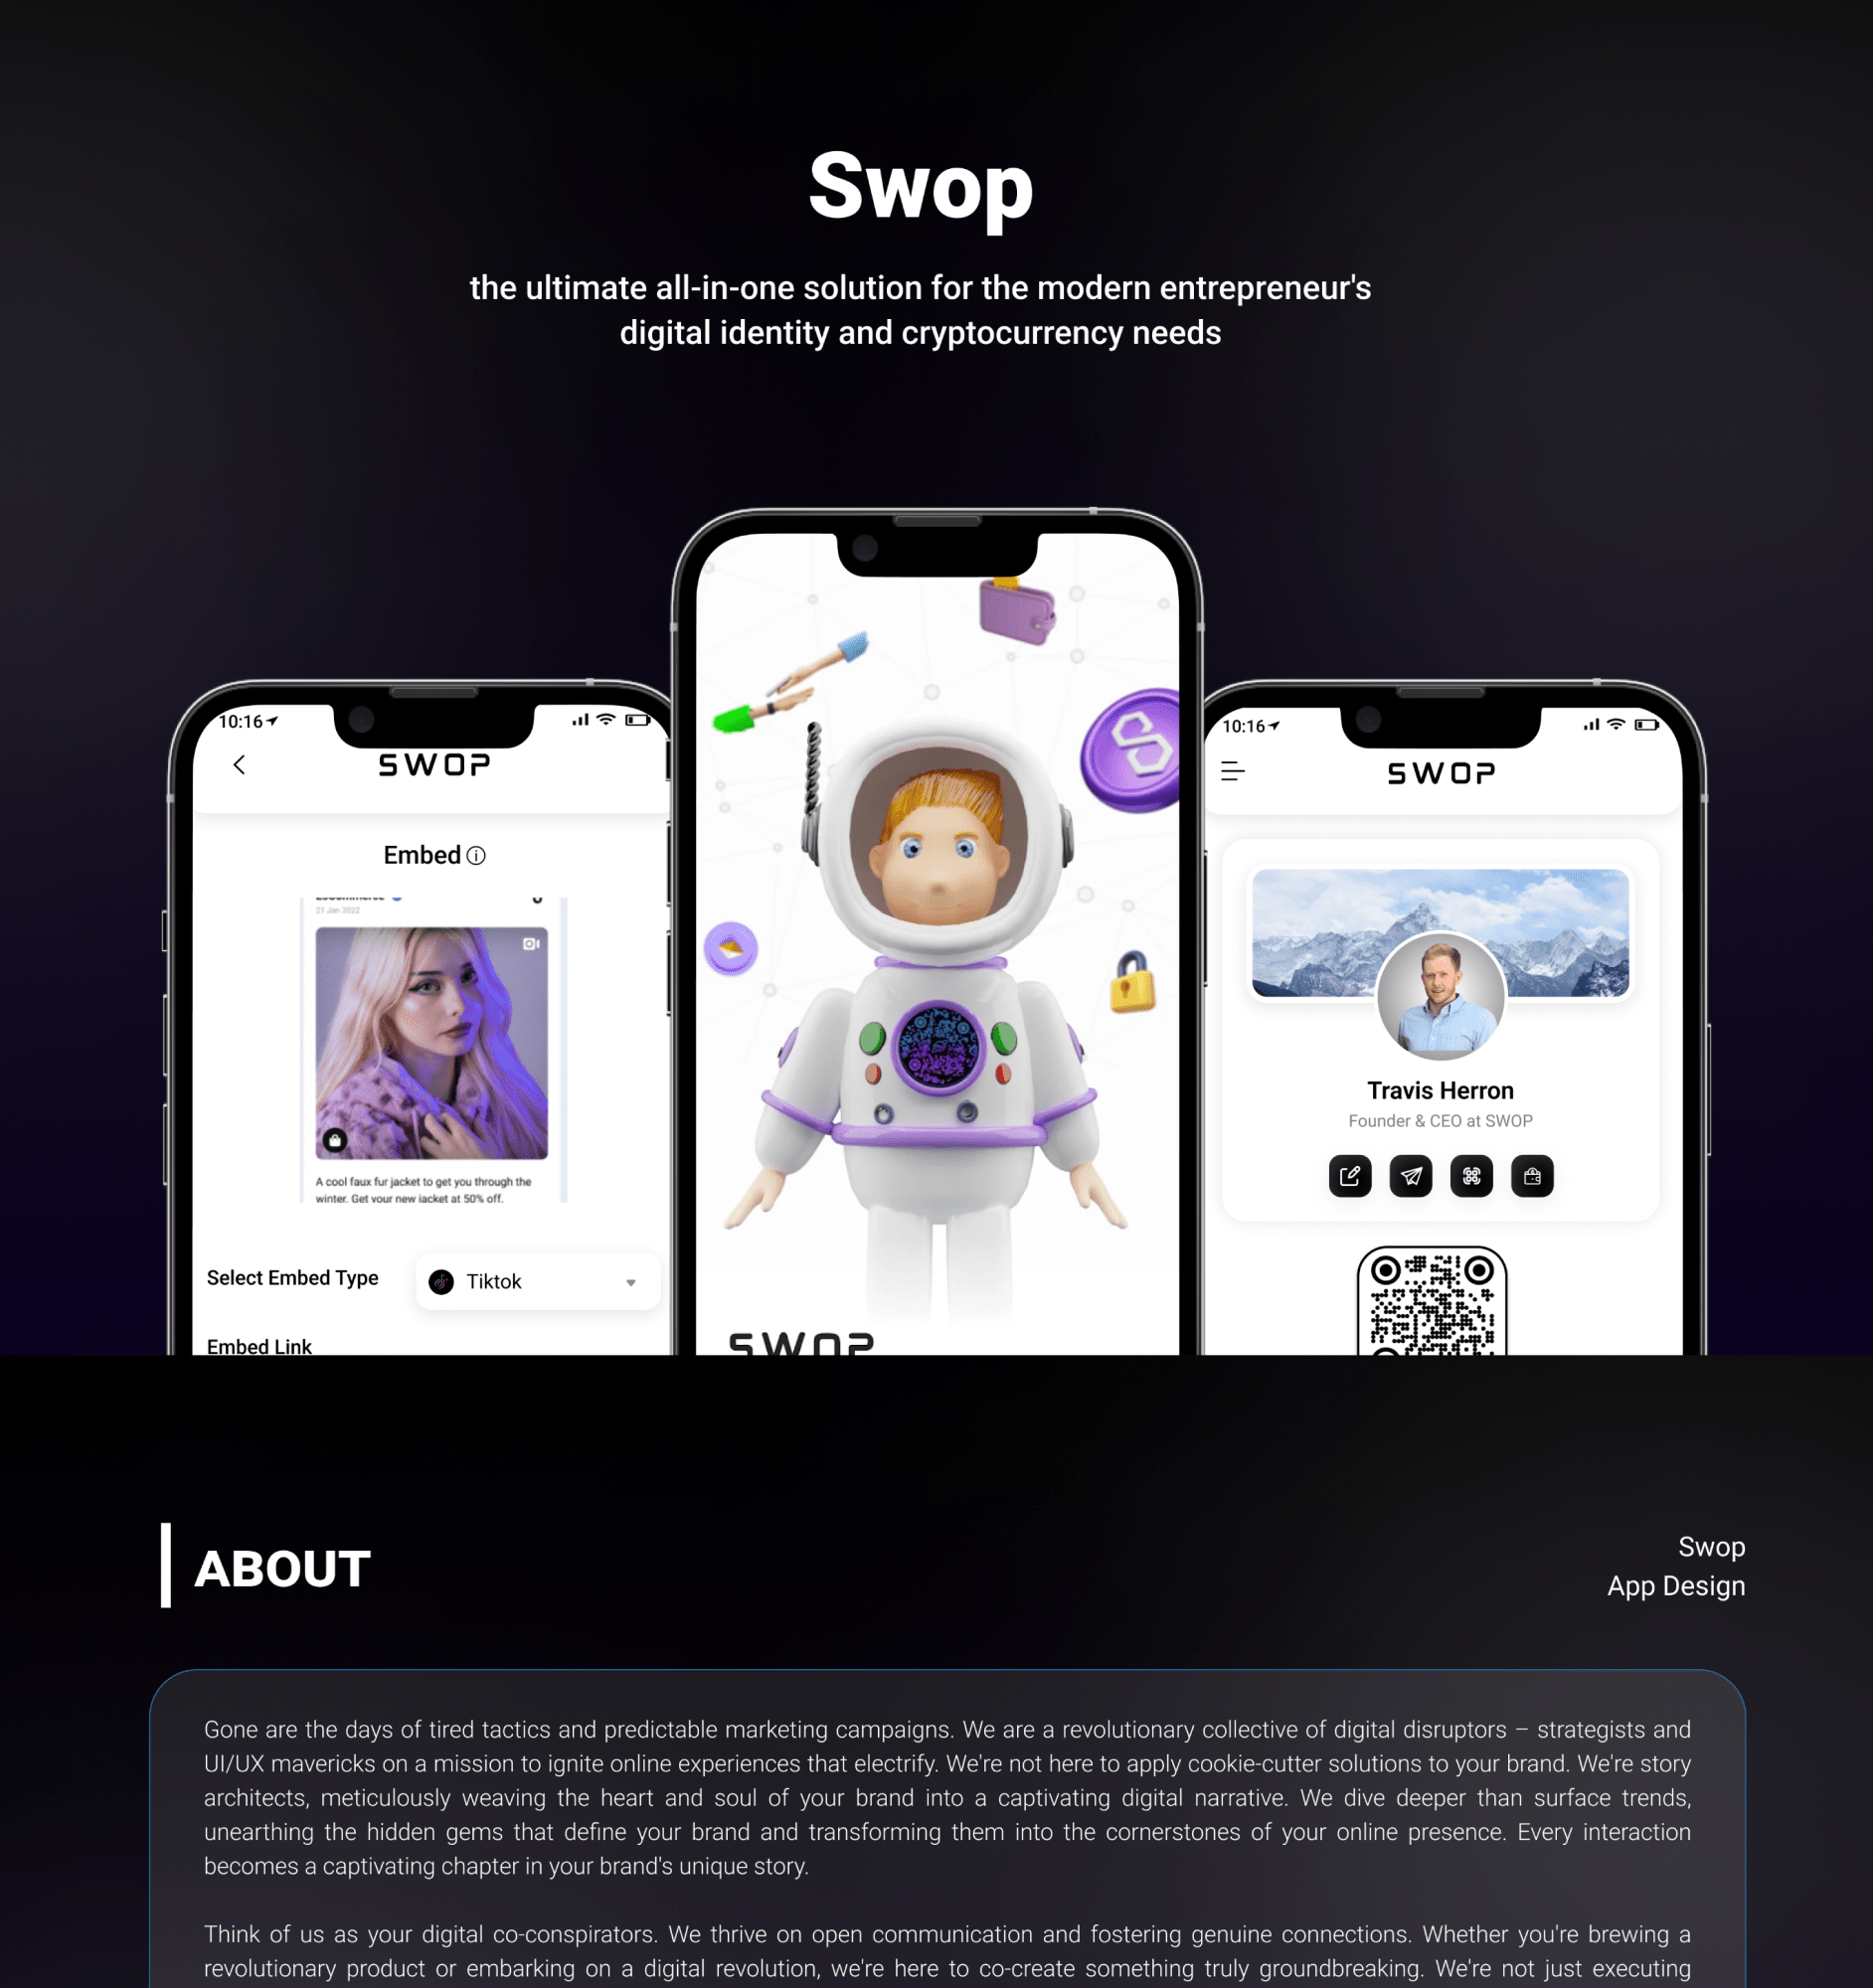 Swop
the ultimate all-in-one solution for the modern entrepreneur's
digital identity and cryptocurrency needs
10:16
SWOP
Embed
21 Jan 2022
A cool faux fur jacket to get you through the
winter. Get your new jacket at 50% off.
Select Embed Type
Tiktok
Embed Link
SWOP
10:16
SWOP
Travis Herron
Founder & CEO at SWOP
ABOUT
Swop
App Design
Gone are the days of tired tactics and predictable marketing campaigns. We are a revolutionary collective of digital disruptors – strategists and
UI/UX mavericks on a mission to ignite online experiences that electrify. We're not here to apply cookie-cutter solutions to your brand. We're story
architects, meticulously weaving the heart and soul of your brand into a captivating digital narrative. We dive deeper than surface trends,
unearthing the hidden gems that define your brand and transforming them into the cornerstones of your online presence. Every interaction
becomes a captivating chapter in your brand's unique story.
Think of us as your digital co-conspirators. We thrive on open communication and fostering genuine connections. Whether you're brewing a
revolutionary product or embarking on a digital revolution, we're here to co-create something truly groundbreaking. We're not just executing